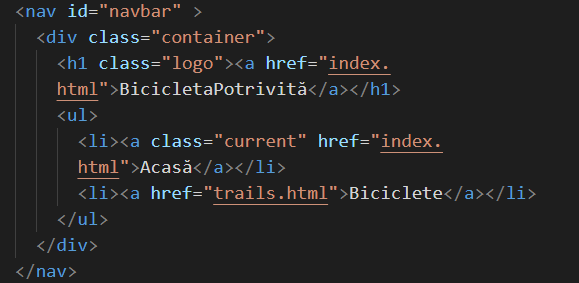 <nav id="navbar" >
<div class="container">
<h1 class="logo"><a href="index.
html">BicicletaPotrivită</a></h1>
<ul>
<li><a class="current" href="index.
html">Acasă</a></li>
<li><a href="trails.html">Biciclete</a></li>
</ul>
</div>
</nav>